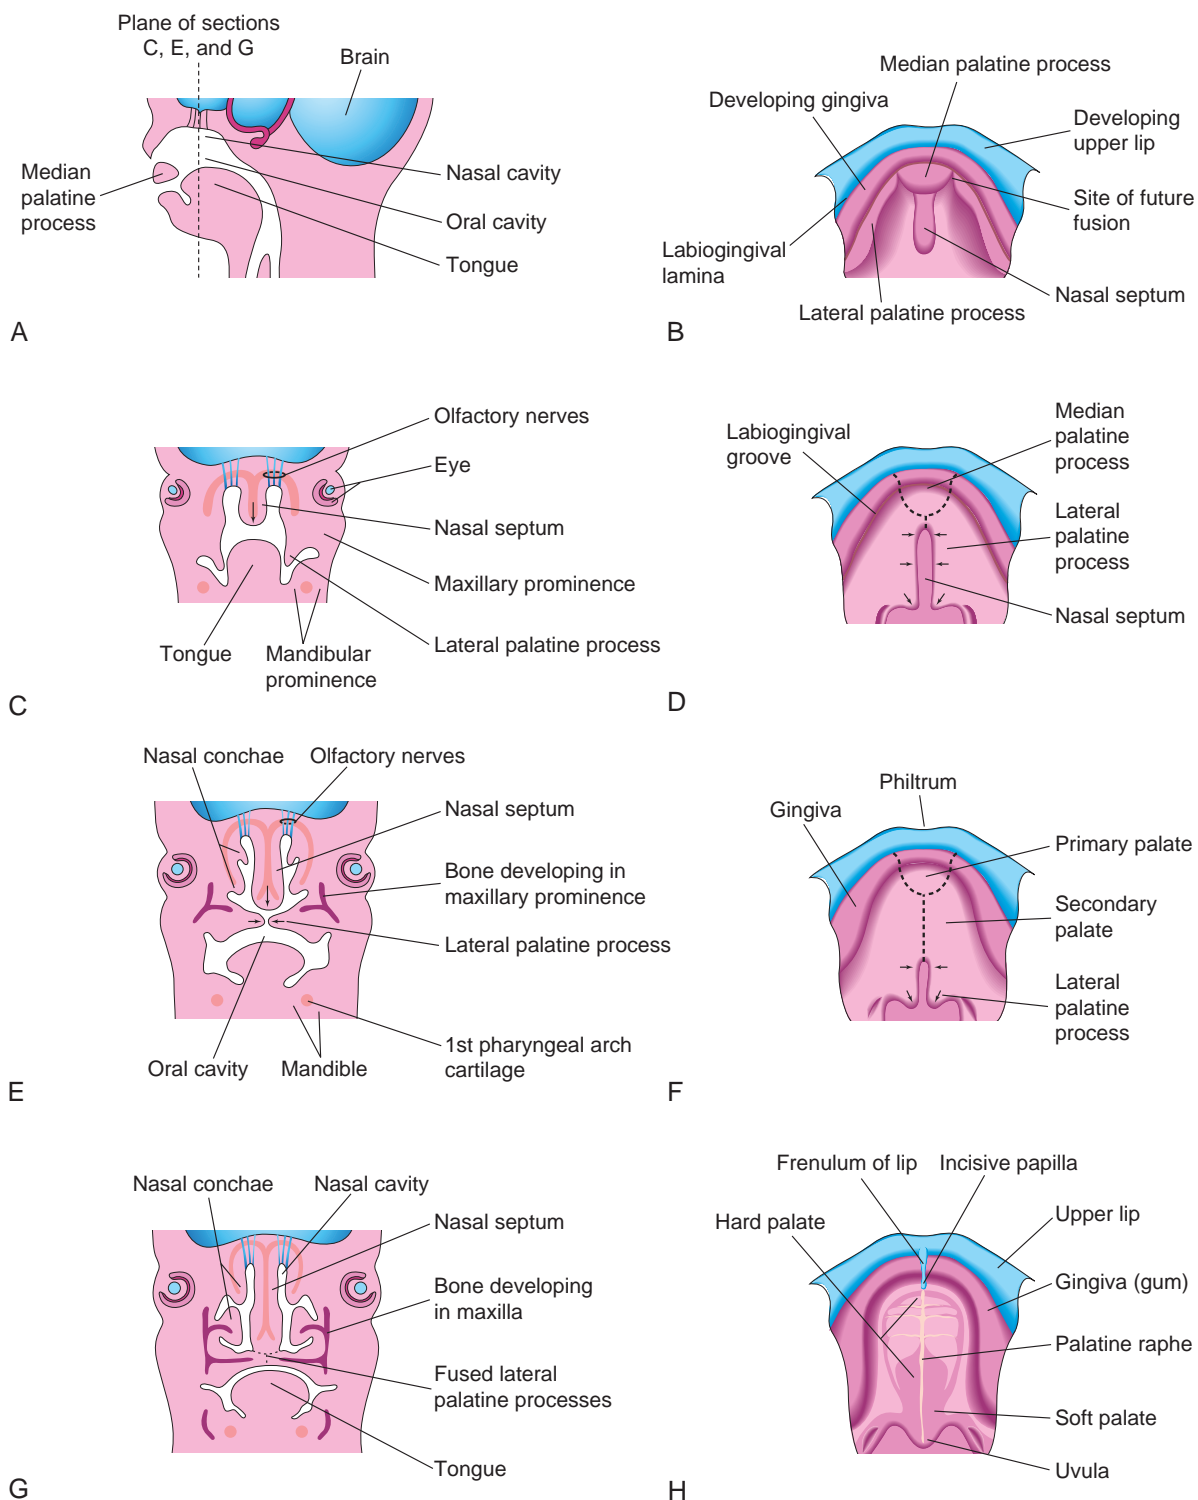 Plane of sections
C, E, and G
Brain
Median
palatine
process
Nasal cavity
Oral cavity
Tongue
A
Median palatine process
Developing gingiva
Developing
upper lip
Site of future
fusion
Labiogingival
lamina
Nasal septum
Lateral palatine process
B
Olfactory nerves
Eye
Nasal septum
Maxillary prominence
Lateral palatine process
Tongue
Mandibular
prominence
C
Labiogingival
groove
Median
palatine
process
Lateral
palatine
process
Nasal septum
D
Nasal conchae
Olfactory nerves
Nasal septum
Bone developing in
maxillary prominence
Lateral palatine process
1st pharyngeal arch
cartilage
Oral cavity
Mandible
E
Philtrum
Gingiva
Primary palate
Secondary
palate
Lateral
palatine
process
F
Nasal conchae
Nasal cavity
Nasal septum
Bone developing
in maxilla
Fused lateral
palatine processes
Tongue
G
Frenulum of lip
Incisive papilla
Hard palate
Upper lip
Gingiva (gum)
Palatine raphe
Soft palate
Uvula
H